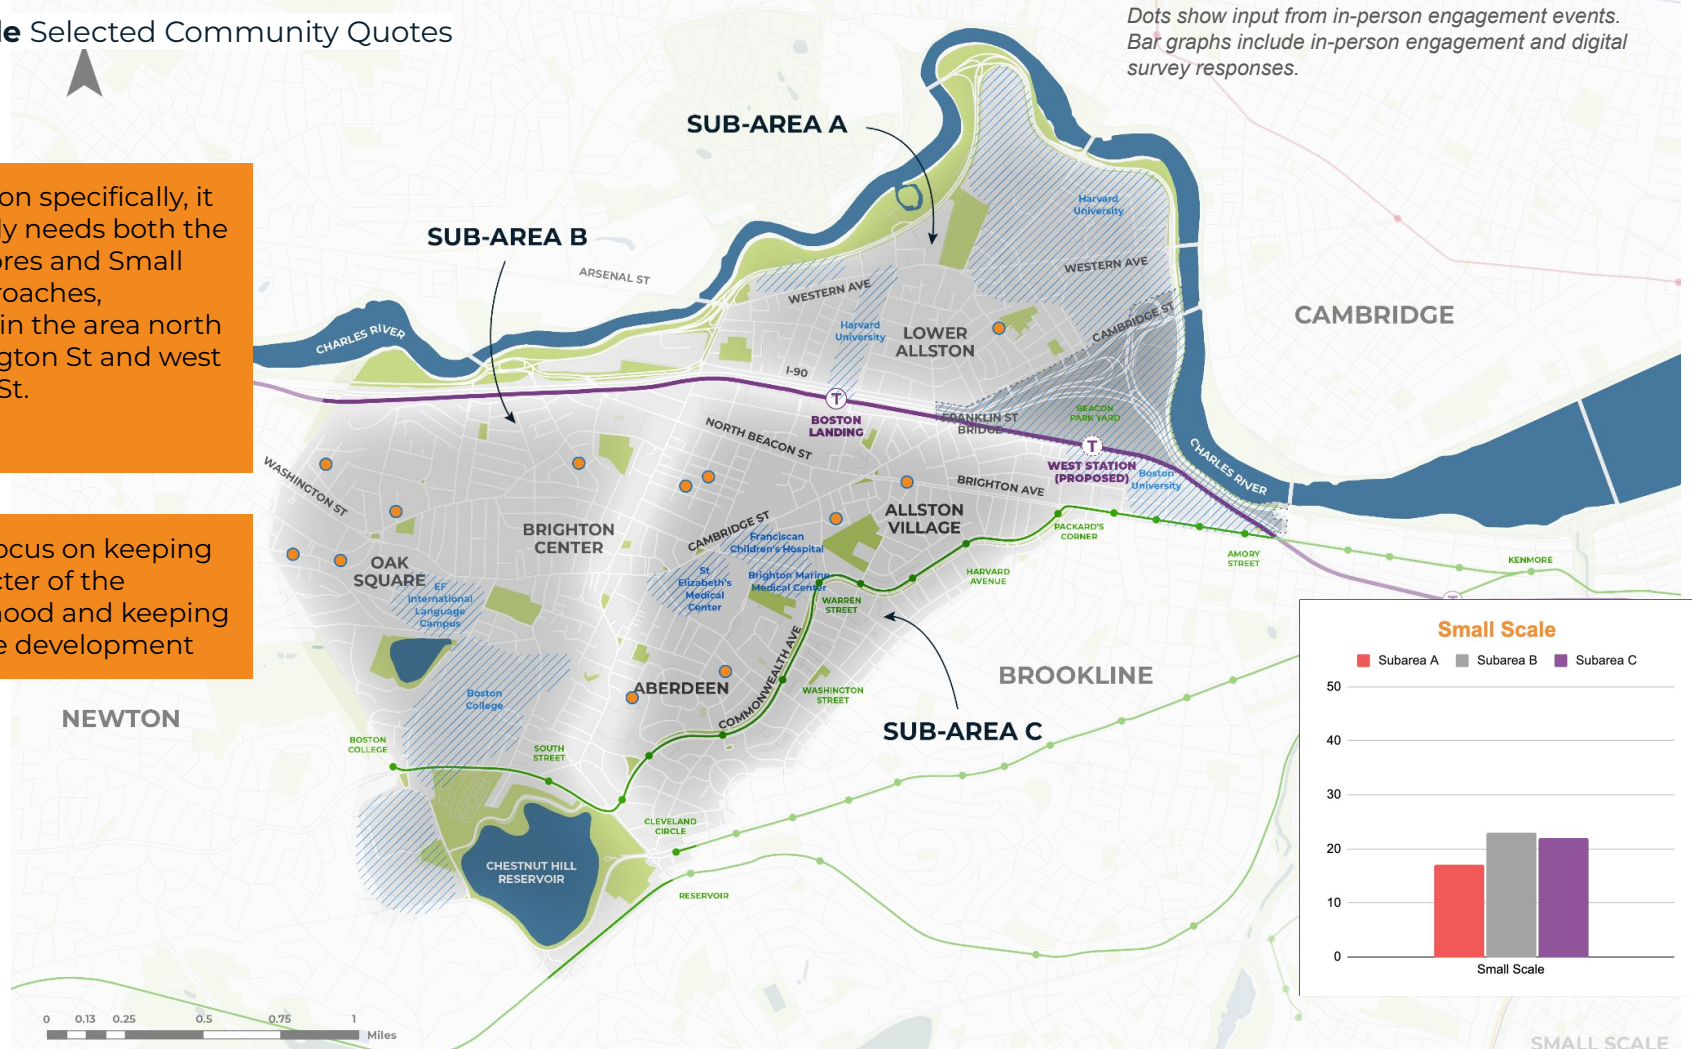 le Selected Community Quotes
Dots show input from in-person engagement events.
Bar graphs include in-person engagement and digital
survey responses.
on specifically, it
ly needs both the
ores and Small
roaches,
in the area north
gton St and west
St.
ocus on keeping
cter of the
hood and keeping
e development
SUB-AREA A
SUB-AREA B
SUB-AREA C
ARSENAL ST
CHARLES RIVER
Harvard
University
WESTERN AVE
WESTERN AVE
CAMBRIDGE ST
Harvard
University
LOWER
ALLSTON
CAMBRIDGE
I-90
T
BOSTON
LANDING
FRANKLIN ST
BRIDGE
BEACON
PARK YARD
T
WEST STATION
(PROPOSED)
Boston
University
CHARLES RIVER
NORTH BEACON ST
BRIGHTON AVE
WASHINGTON ST
BRIGHTON
CENTER
CAMBRIDGE ST
ALLSTON
VILLAGE
PACKARD'S
CORNER
AMORY
STREET
KENMORE
HARVARD
AVENUE
OAK
SQUARE
EF
International
Language
Campus
Franciscan
Children's Hospital
St
Elizabeth's
Medical
Center
Brighton Marine
Medical Center
WARREN
STREET
COMMONWEALTH AVE
ABERDEEN
WASHINGTON
STREET
BROOKLINE
NEWTON
Boston
College
BOSTON
COLLEGE
SOUTH
STREET
CLEVELAND
CIRCLE
CHESTNUT HILL
RESERVOIR
RESERVOIR
T
Small Scale
Subarea A
Subarea B
Subarea C
50
40
30
20
10
0
Small Scale
0 0.13 0.25 0.5 0.75 1
Miles
SMALL SCALE